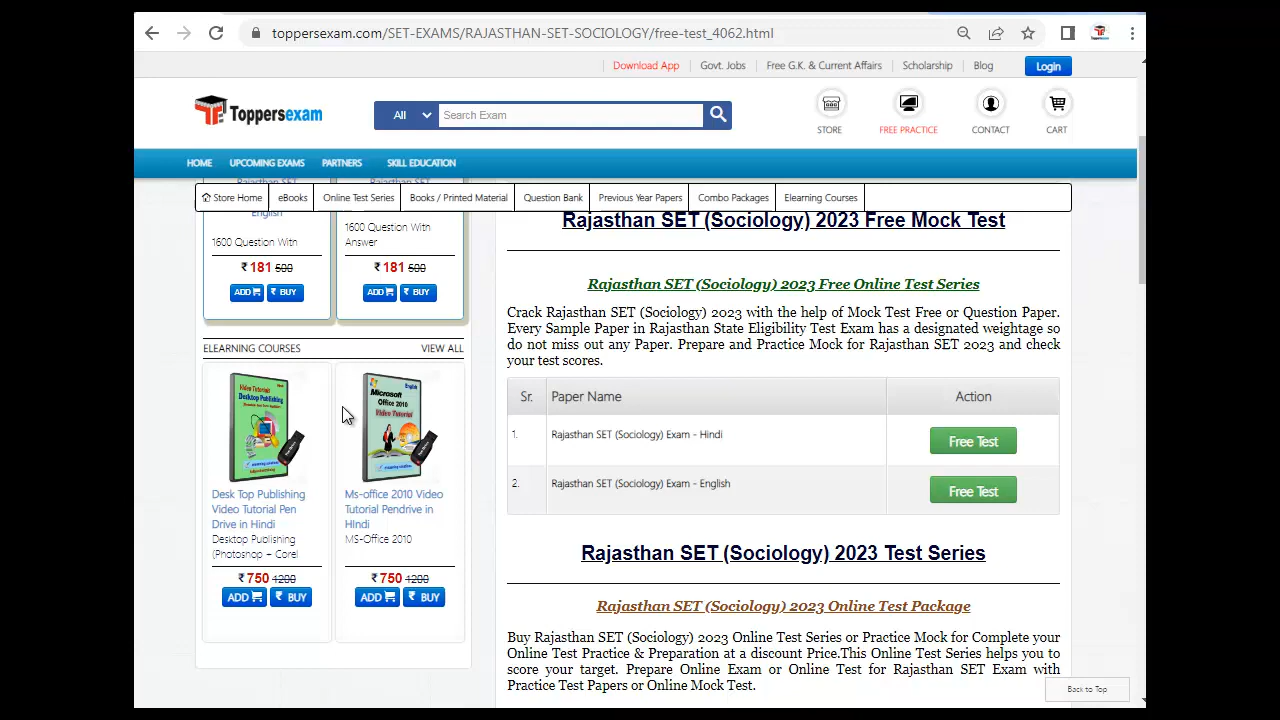 toppersexam.com/SET-EXAMS/RAJASTHAN-SET-SOCIOLOGY/free-test_4062.html
Download App
Govt. Jobs
Free G.K. & Current Affairs
Scholarship
Blog
Login
Toppersexam
All
Search Exam
STORE
FREE PRACTICE
CONTACT
CART
HOME
UPCOMING EXAMS
PARTNERS
SKILL EDUCATION
Store Home
eBooks
Online Test Series
Books / Printed Material
Question Bank
Previous Year Papers
Combo Packages
Elearning Courses
English
1600 Question With
₹ 181 500
ADD
₹ BUY
1600 Question With
Answer
₹ 181 500
ADD
₹ BUY
ELEARNING COURSES
VIEW ALL
Video Tutorials
Desktop Publishing
Desk Top Publishing
Video Tutorial Pen
Drive in Hindi
Desktop Publisning
(Photosnop + Corel
₹ 750 1200
ADD
₹ BUY
English
Microsoft
Office 2010
Video Tutorial
Ms-office 2010 Video
Tutorial Pendrive in
HIndi
MS-Office 2010
₹ 750 1200
ADD
₹ BUY
Rajasthan SET (Sociology) 2023 Free Mock Test
Rajasthan SET (Sociology) 2023 Free Online Test Series
Crack Rajasthan SET (Sociology) 2023 with the help of Mock Test Free or Question Paper.
Every Sample Paper in Rajasthan State Eligibility Test Exam has a designated weightage so
do not miss out any Paper. Prepare and Practice Mock for Rajasthan SET 2023 and check
your test scores.
Sr. Paper Name Action
1. Rajasthan SET (Sociology) Exam - Hindi Free Test
2. Rajasthan SET (Sociology) Exam - English Free Test
Rajasthan SET (Sociology) 2023 Test Series
Rajasthan SET (Sociology) 2023 Online Test Package
Buy Rajasthan SET (Sociology) 2023 Online Test Series or Practice Mock for Complete your
Online Test Practice & Preparation at a discount Price.This Online Test Series helps you to
score your target. Prepare Online Exam or Online Test for Rajasthan SET Exam with
Practice Test Papers or Online Mock Test.
Back to Top